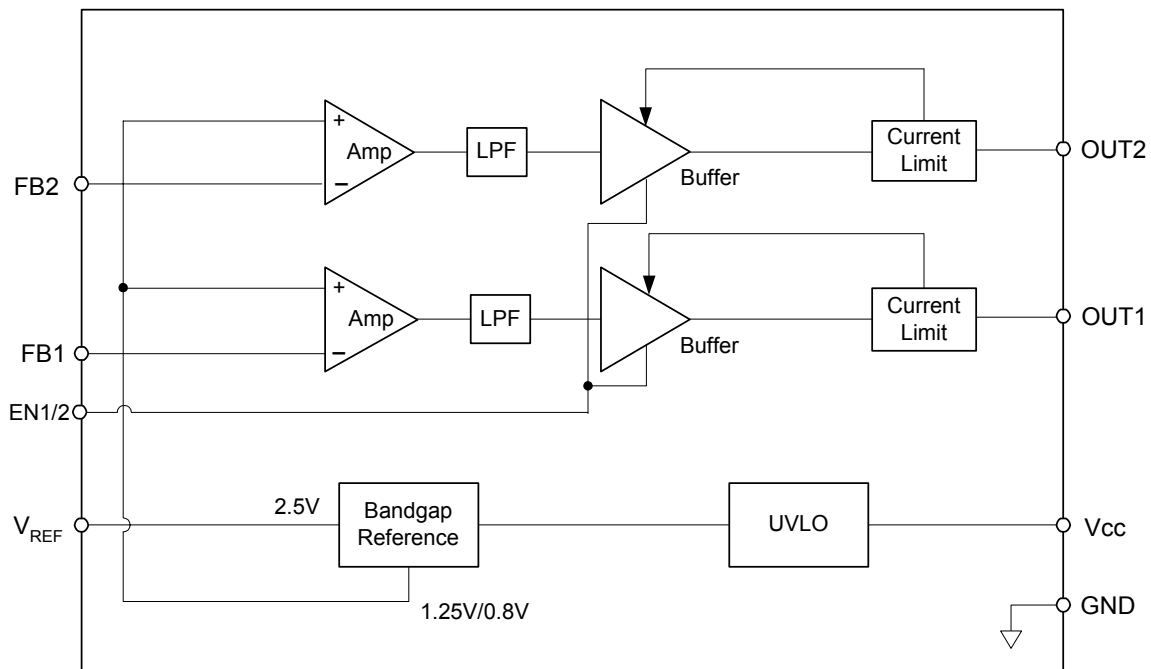 +
Amp
−
LPF
Buffer
Current
Limit
OUT2
FB2
+
Amp
−
LPF
Buffer
Current
Limit
OUT1
FB1
EN1/2
VREF
2.5V
Bandgap
Reference
UVLO
Vcc
1.25V/0.8V
GND